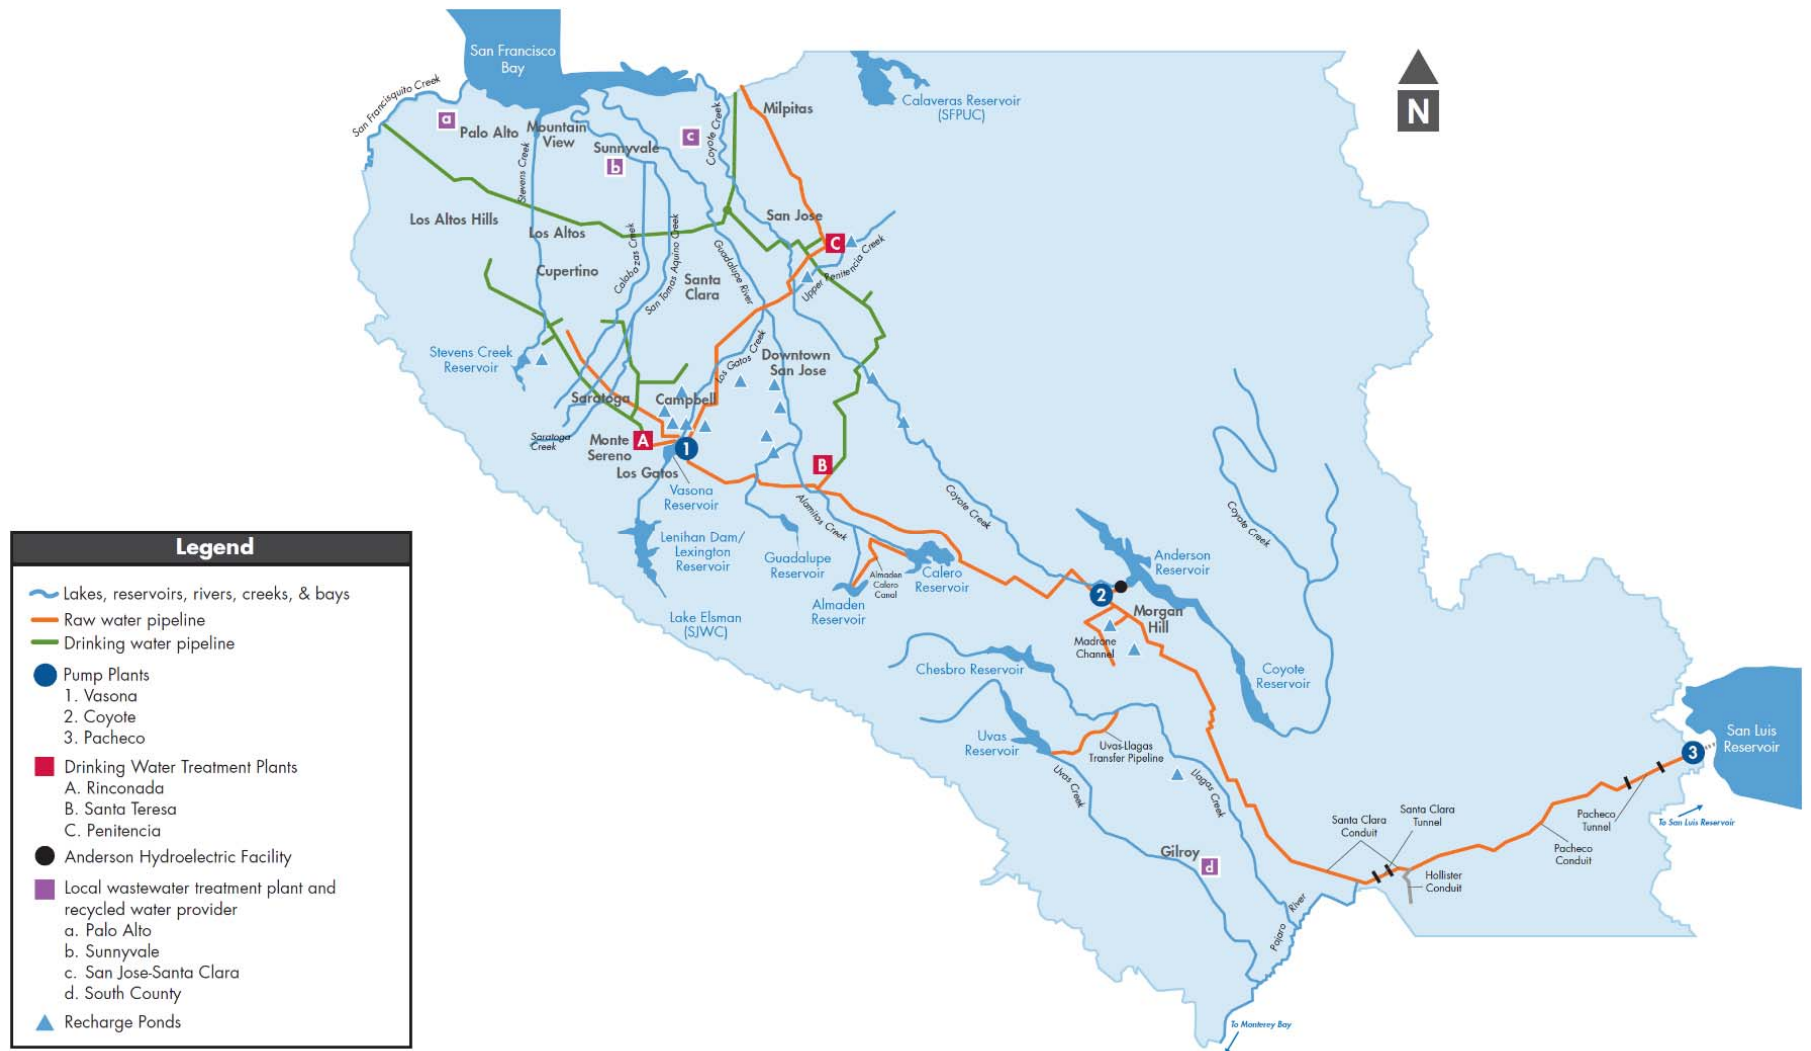 San Francisco
Bay
San Francisquito Creek
Calaveras Reservoir
(SFPUC)
N
Milpitas
a
Palo Alto
Mountain
View
Sunnyvale
b
c
Coyote Creek
Stevens Creek
Los Altos Hills
Los Altos
San Jose
C
Upper Penitencia Creek
Cupertino
Calabazas Creek
San Tomas Aquino Creek
Santa
Clara
Guadalupe River
Stevens Creek
Reservoir
Los Gatos Creek
Downtown
San Jose
Saratoga
Campbell
Saratoga
Creek
Monte
Sereno
A
1
B
Los Gatos
Vasona
Reservoir
Alamitos Creek
Coyote Creek
Coyote Creek
Lenihan Dam/
Lexington
Reservoir
Guadalupe
Reservoir
Almaden
Calero
Canal
Calero
Reservoir
Anderson
Reservoir
Almaden
Reservoir
Lake Elsman
(SJWC)
2
Morgan
Hill
Madrone
Channel
Chesbro Reservoir
Coyote
Reservoir
Uvas
Reservoir
Uvas-Llagas
Transfer Pipeline
Uvas Creek
Llagas Creek
3
San Luis
Reservoir
To San Luis Reservoir
Pacheco
Tunnel
Pacheco
Conduit
Santa Clara
Tunnel
Santa Clara
Conduit
Hollister
Conduit
Gilroy
d
Pajaro River
To Monterey Bay
Legend
Lakes, reservoirs, rivers, creeks, & bays
Raw water pipeline
Drinking water pipeline
Pump Plants
1. Vasona
2. Coyote
3. Pacheco
Drinking Water Treatment Plants
A. Rinconada
B. Santa Teresa
C. Penitencia
Anderson Hydroelectric Facility
Local wastewater treatment plant and
recycled water provider
a. Palo Alto
b. Sunnyvale
c. San Jose-Santa Clara
d. South County
Recharge Ponds